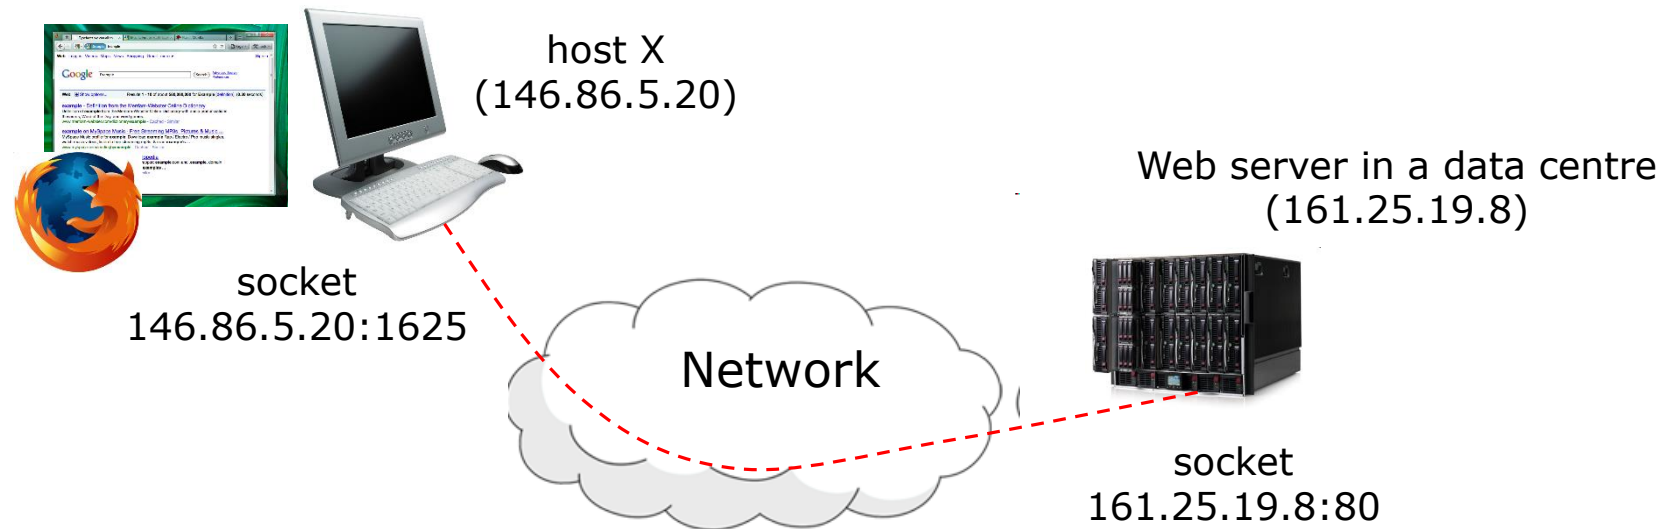 host X
(146.86.5.20)
Google
Web server in a data centre
(161.25.19.8)
socket
146.86.5.20:1625
Network
socket
161.25.19.8:80